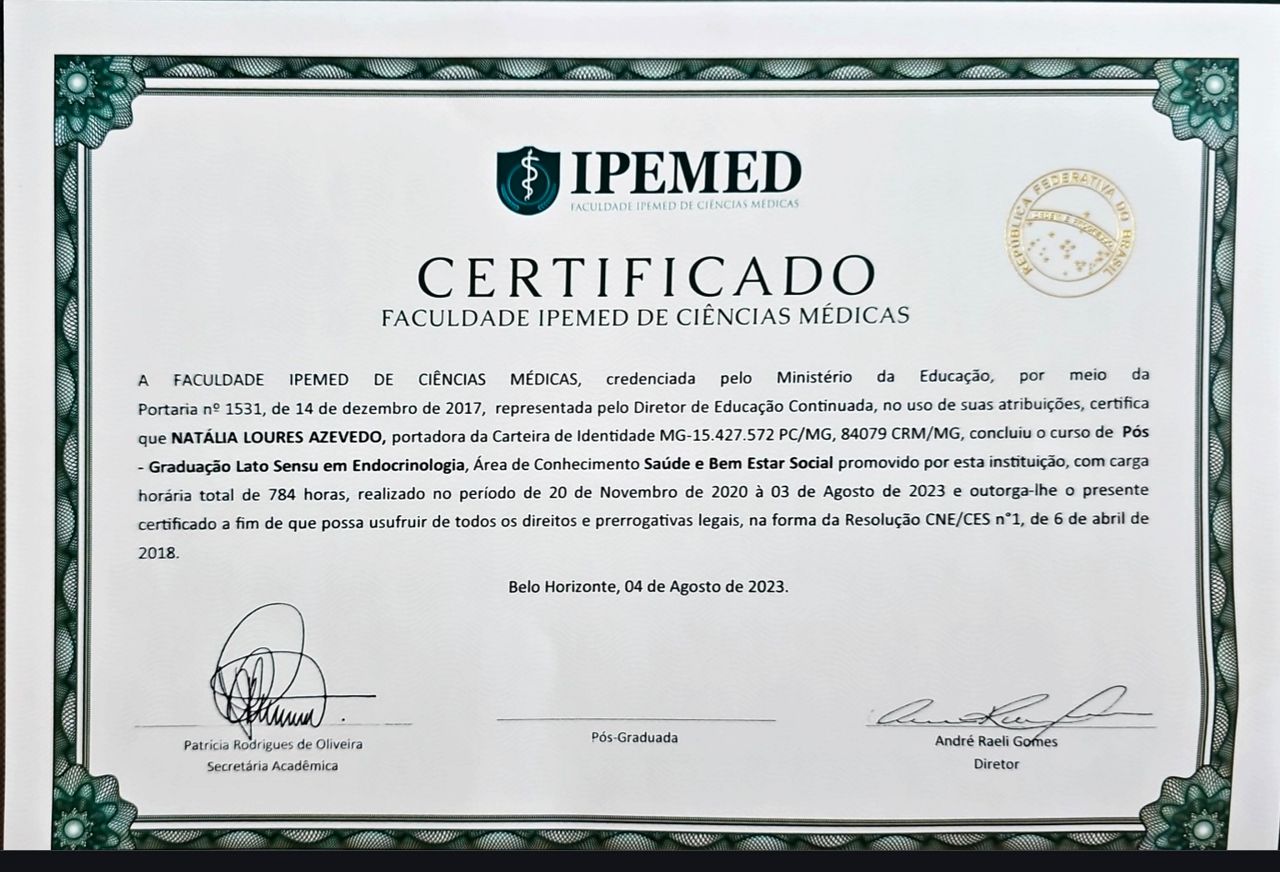 IPEMED
FACULDADE IPEMED DE CIÊNCIAS MÉDICAS
REPÚBLICA FEDERATIVA DO BRASIL
ORDEM E PROGRESSO
CERTIFICADO
FACULDADE IPEMED DE CIÊNCIAS MÉDICAS
A FACULDADE IPEMED DE CIÊNCIAS MÉDICAS, credenciada pelo Ministério da Educação, por meio da
Portaria nº 1531, de 14 de dezembro de 2017, representada pelo Diretor de Educação Continuada, no uso de suas atribuições, certifica
que NATÁLIA LOURES AZEVEDO, portadora da Carteira de Identidade MG-15.427.572 PC/MG, 84079 CRM/MG, concluiu o curso de Pós
- Graduação Lato Sensu em Endocrinologia, Área de Conhecimento Saúde e Bem Estar Social promovido por esta instituição, com carga
horária total de 784 horas, realizado no período de 20 de Novembro de 2020 à 03 de Agosto de 2023 e outorga-lhe o presente
certificado a fim de que possa usufruir de todos os direitos e prerrogativas legais, na forma da Resolução CNE/CES n°1, de 6 de abril de
2018.
Belo Horizonte, 04 de Agosto de 2023.
Patrícia Rodrigues de Oliveira
Secretária Acadêmica
Pós-Graduada
André Raeli Gomes
Diretor